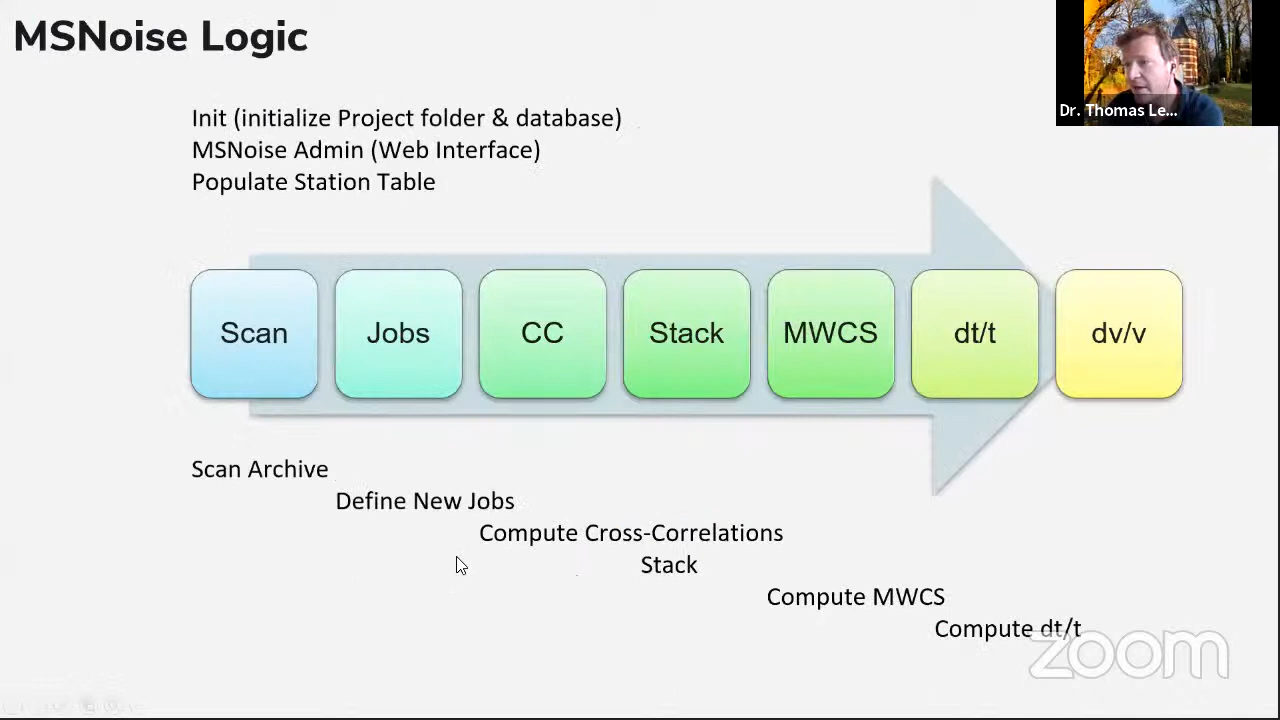 MSNoise Logic
Dr. Thomas Le...
Init (initialize Project folder & database)
MSNoise Admin (Web Interface)
Populate Station Table
Scan
Jobs
CC
Stack
MWCS
dt/t
dv/v
Scan Archive
Define New Jobs
Compute Cross-Correlations
Stack
Compute MWCS
Compute dt/t
zoom